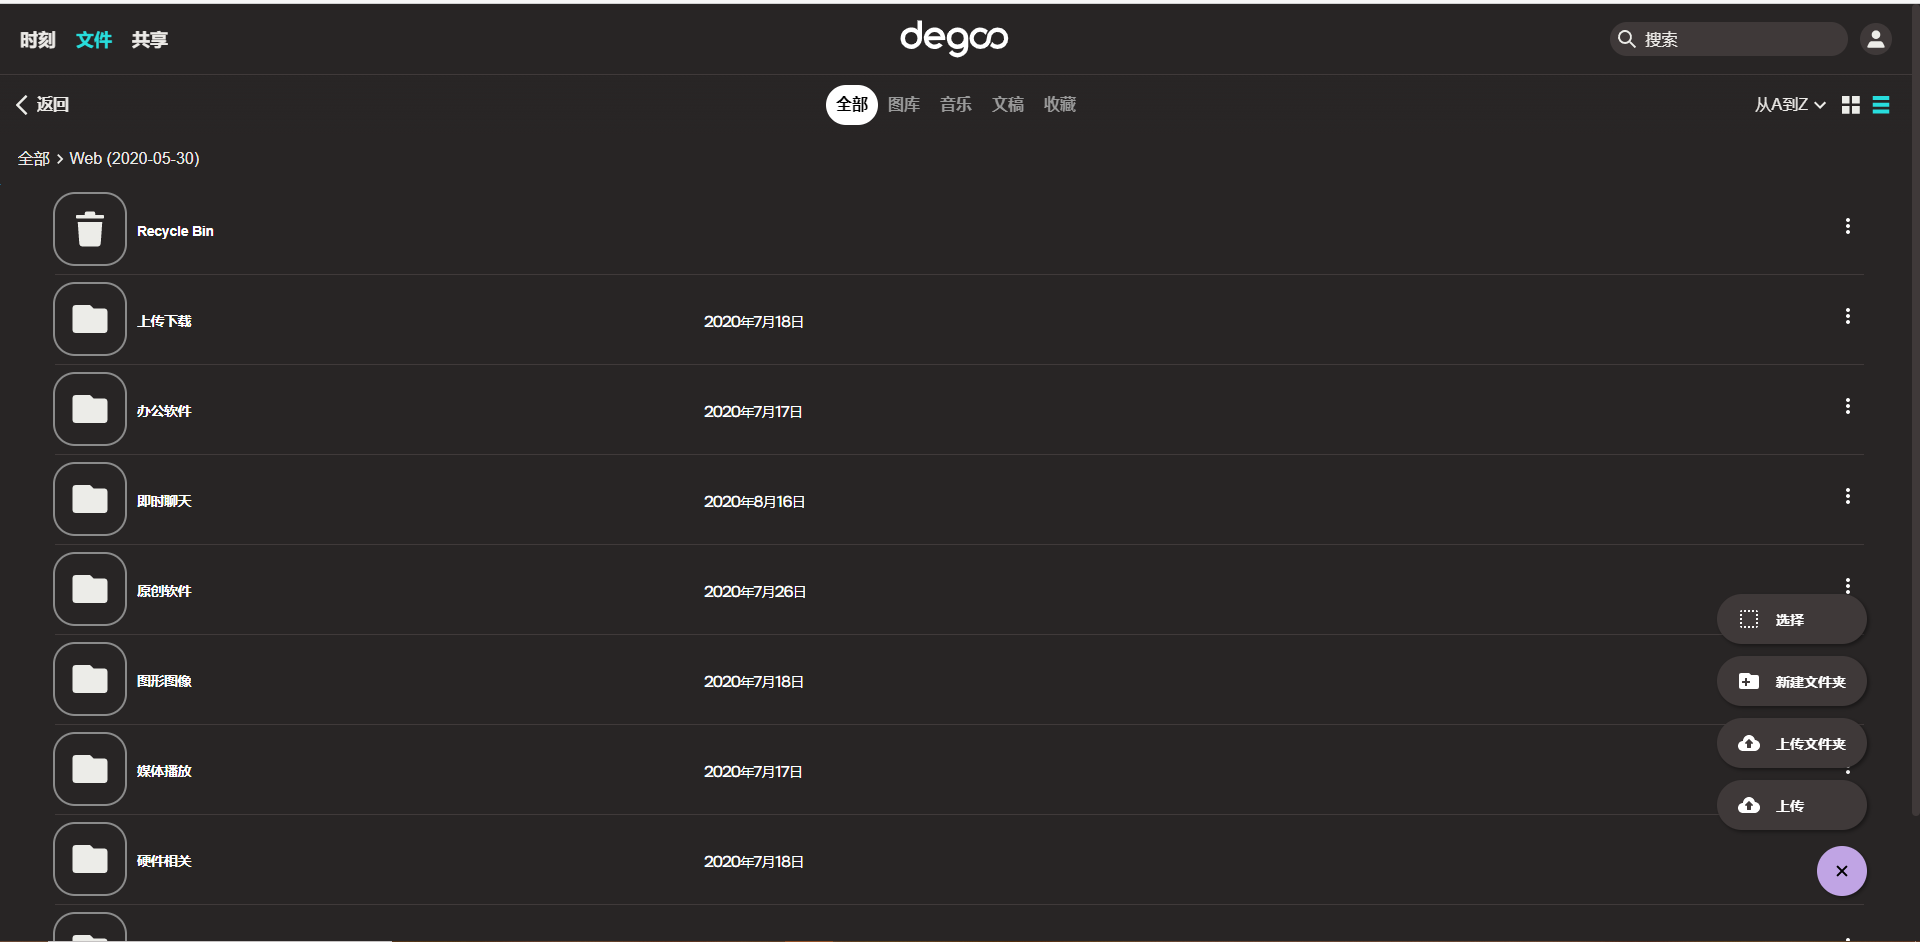 时刻 文件 共享
degoo
搜索
返回
全部 图库 音乐 文稿 收藏
从A到Z
全部 > Web (2020-05-30)
Recycle Bin
上传下载 2020年7月18日
办公软件 2020年7月17日
即时聊天 2020年8月16日
原创软件 2020年7月26日
选择
图形图像 2020年7月18日
新建文件夹
上传文件夹
媒体播放 2020年7月17日
上传
硬件相关 2020年7月18日